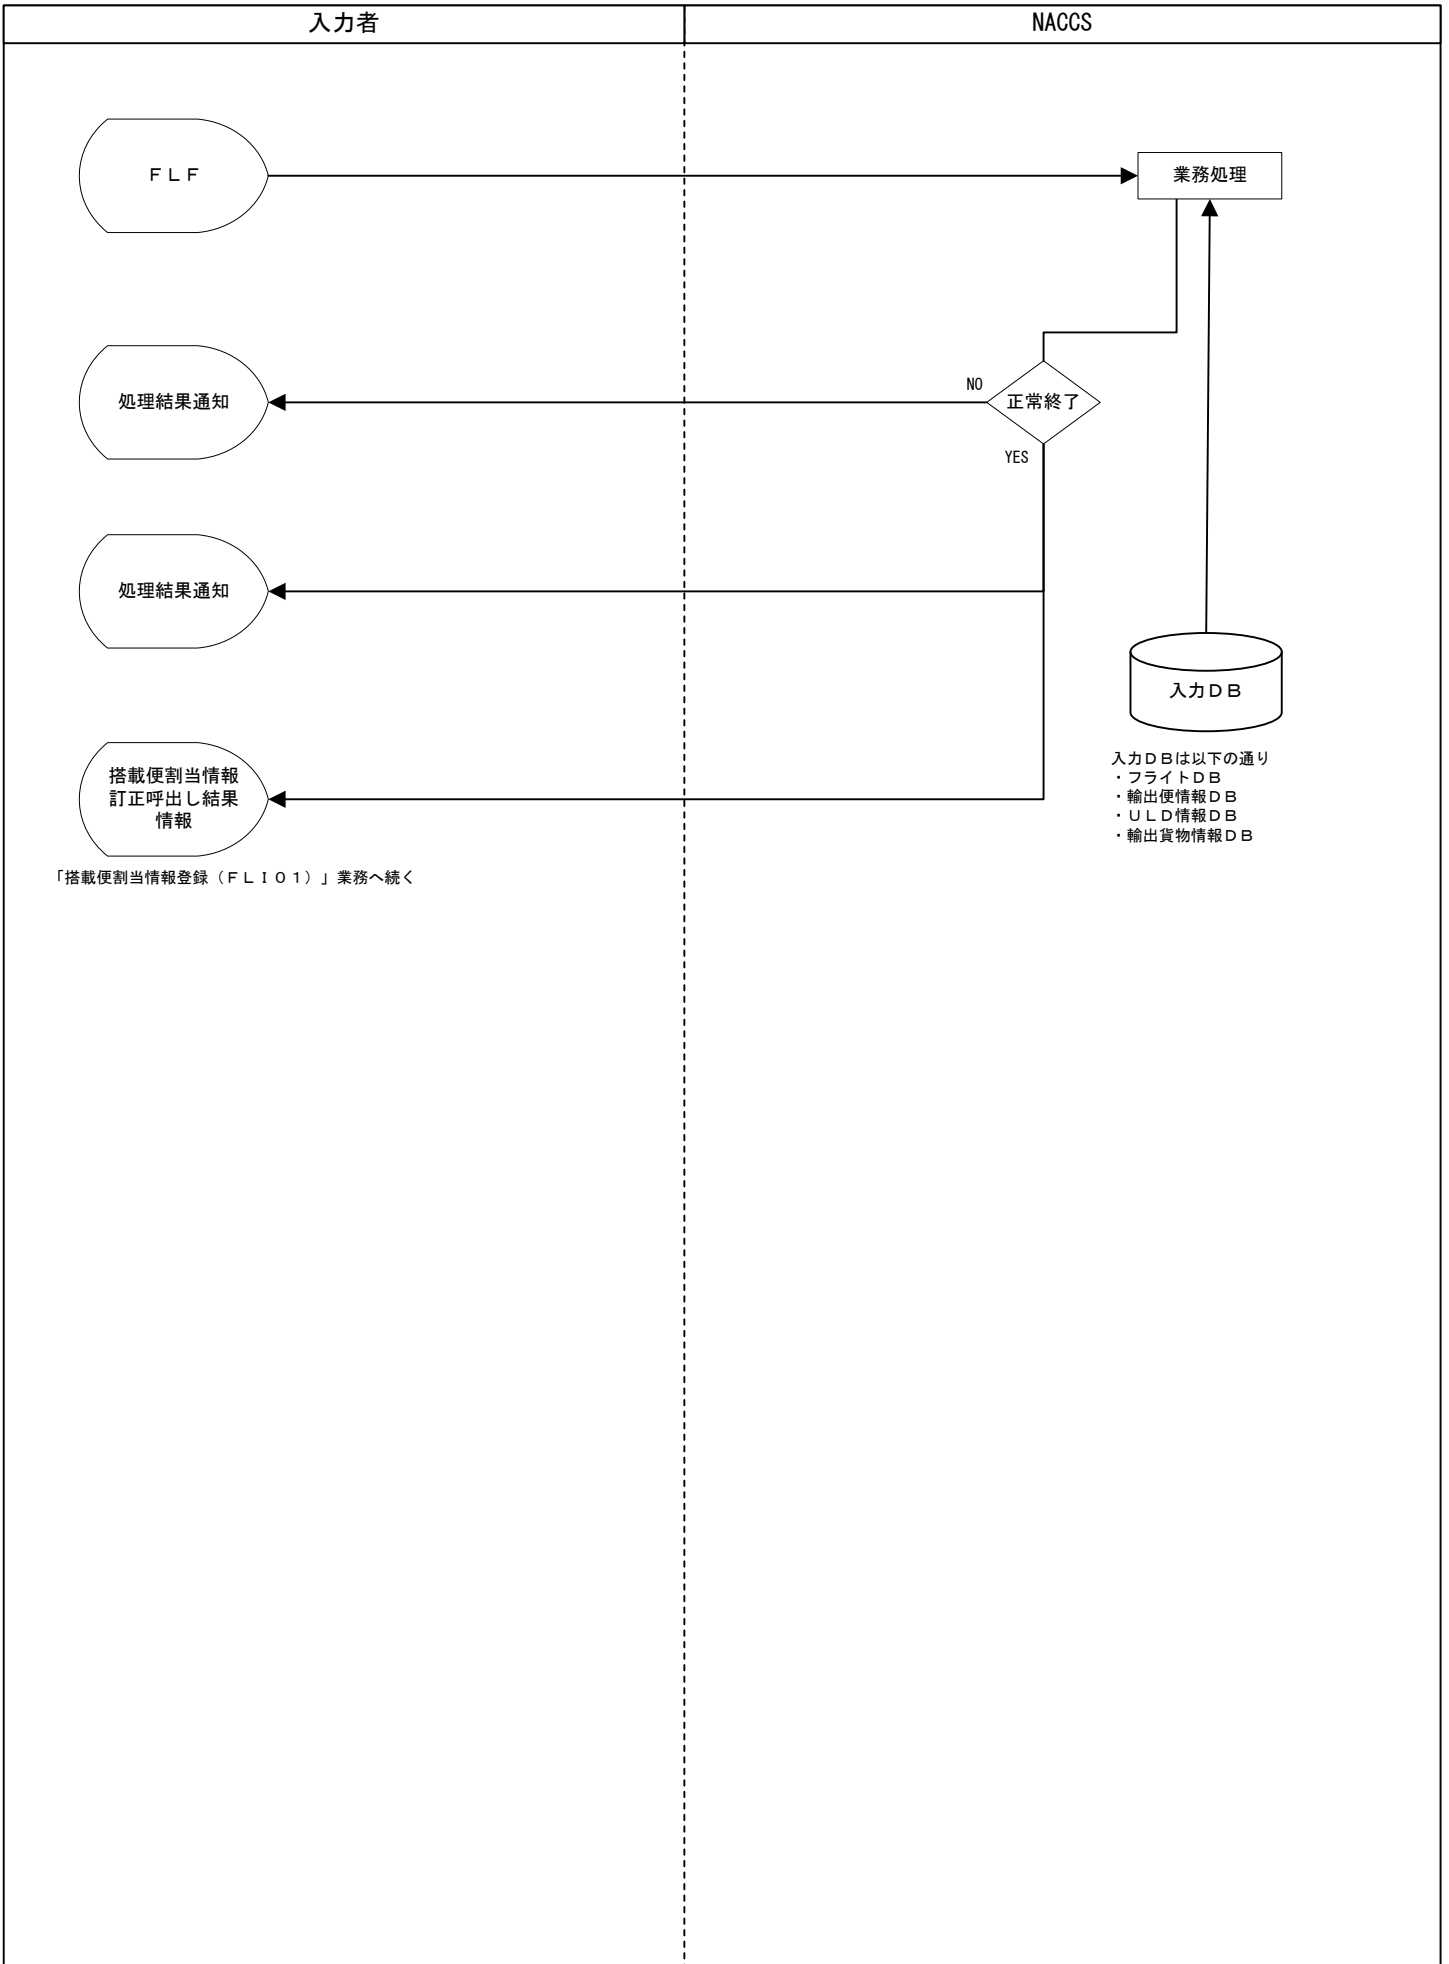 入力者
NACCS
ＦＬＦ
業務処理
処理結果通知
NO
正常終了
YES
処理結果通知
入力ＤＢ
搭載便割当情報
訂正呼出し結果
情報
「搭載便割当情報登録（ＦＬＩ０１）」業務へ続く
入力ＤＢは以下の通り
・フライトＤＢ
・輸出便情報ＤＢ
・ＵＬＤ情報ＤＢ
・輸出貨物情報ＤＢ